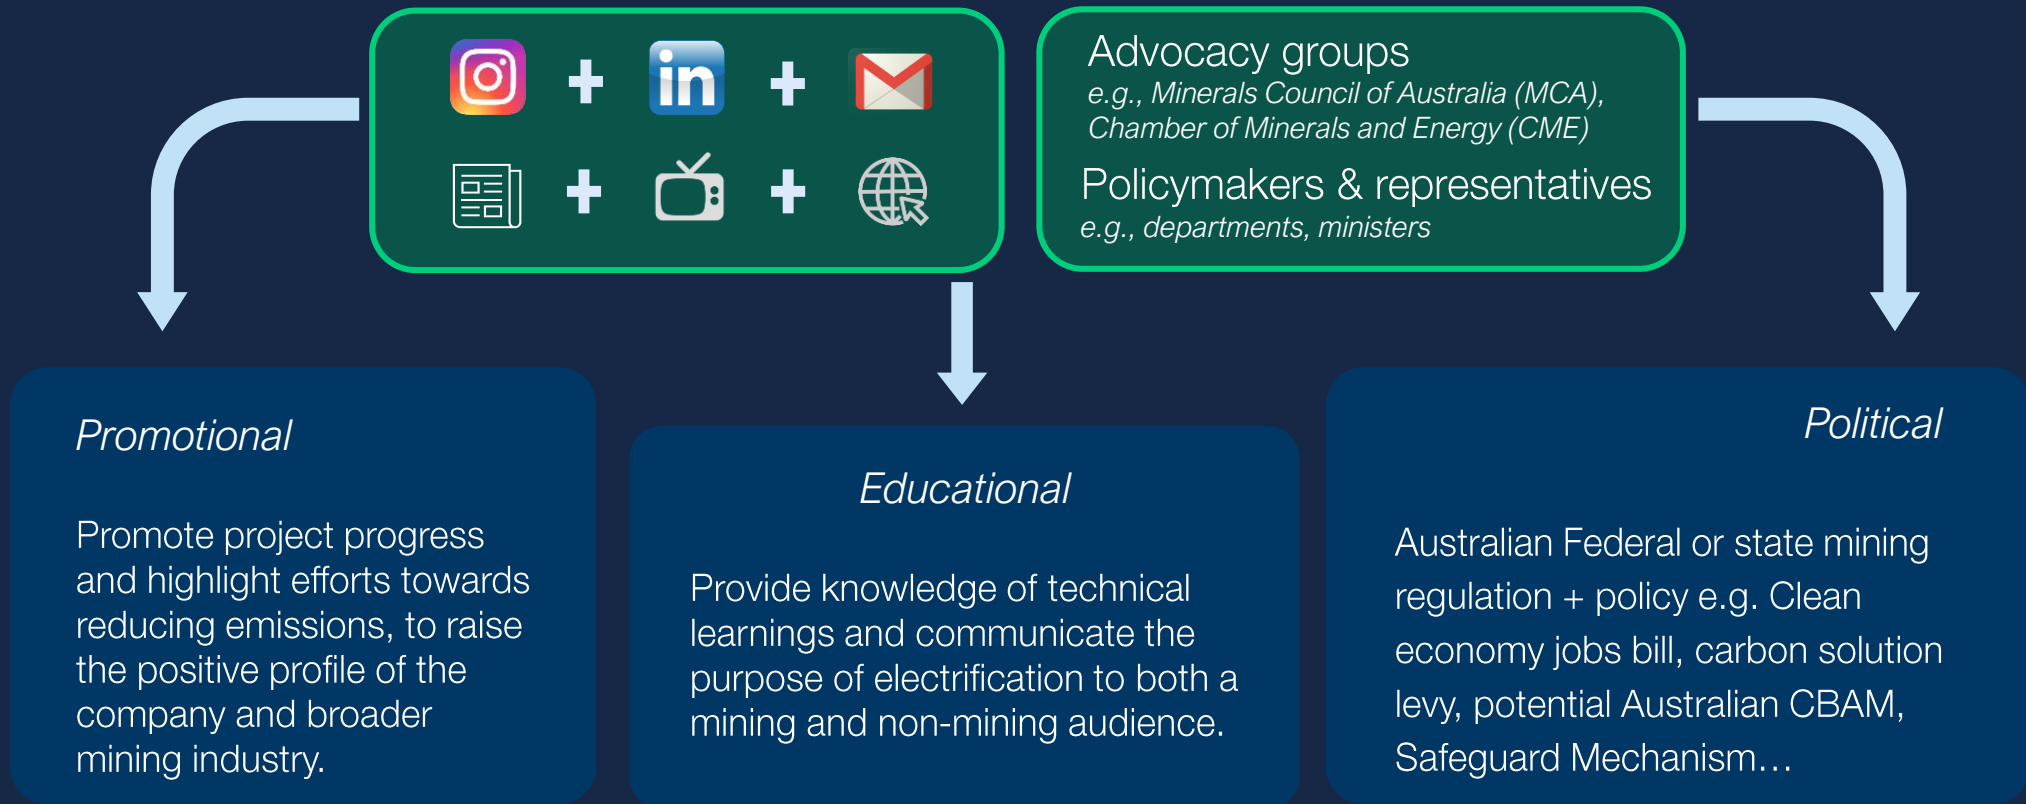 in
Advocacy groups
e.g., Minerals Council of Australia (MCA),
Chamber of Minerals and Energy (CME)
Policymakers & representatives
e.g., departments, ministers
Promotional
Promote project progress
and highlight efforts towards
reducing emissions, to raise
the positive profile of the
company and broader
mining industry.
Educational
Provide knowledge of technical
learnings and communicate the
purpose of electrification to both a
mining and non-mining audience.
Political
Australian Federal or state mining
regulation + policy e.g. Clean
economy jobs bill, carbon solution
levy, potential Australian CBAM,
Safeguard Mechanism…